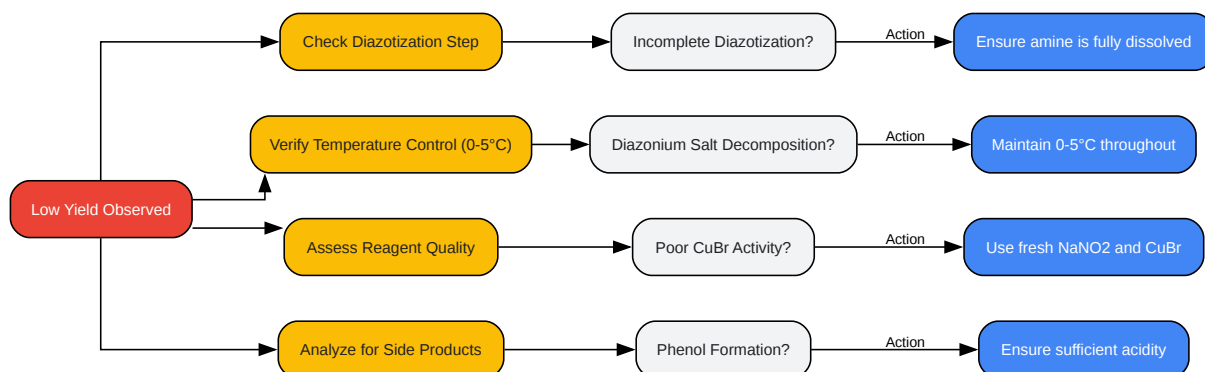 Check Diazotization Step
Incomplete Diazotization?
Action
Ensure amine is fully dissolved
Verify Temperature Control (0-5°C)
Diazonium Salt Decomposition?
Action
Maintain 0-5°C throughout
Low Yield Observed
Assess Reagent Quality
Poor CuBr Activity?
Action
Use fresh NaNO2 and CuBr
Analyze for Side Products
Phenol Formation?
Action
Ensure sufficient acidity